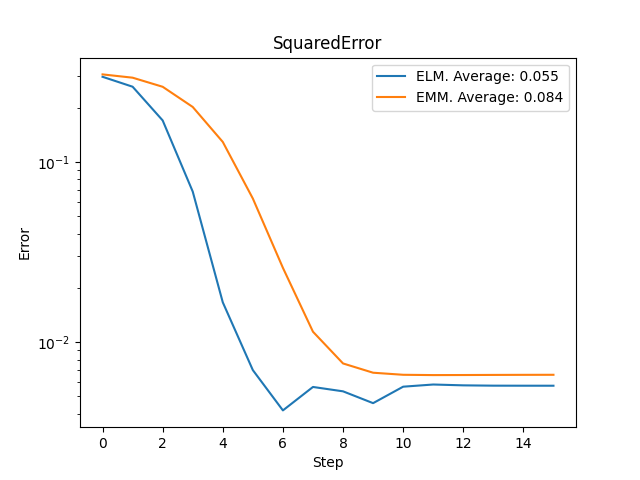 SquaredError
ELM. Average: 0.055
EMM. Average: 0.084
10⁻¹
10⁻²
Error
0 2 4 6 8 10 12 14
Step